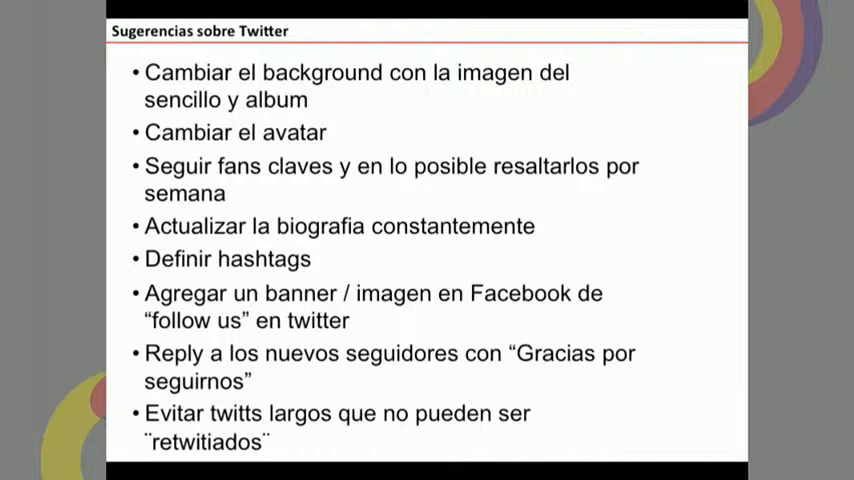 Sugerencias sobre Twitter
• Cambiar el background con la imagen del
sencillo y album
• Cambiar el avatar
• Seguir fans claves y en lo posible resaltarlos por
semana
• Actualizar la biografia constantemente
• Definir hashtags
• Agregar un banner / imagen en Facebook de
“follow us” en twitter
• Reply a los nuevos seguidores con “Gracias por
seguirnos”
• Evitar twitts largos que no pueden ser
¨retwitiados¨